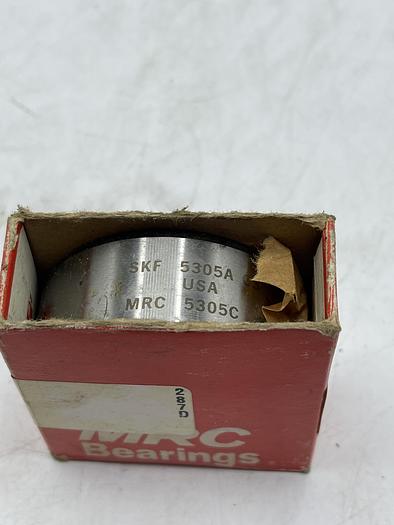 SKF 5305A
USA
MRC 5305C
287D
MRC
Bearings